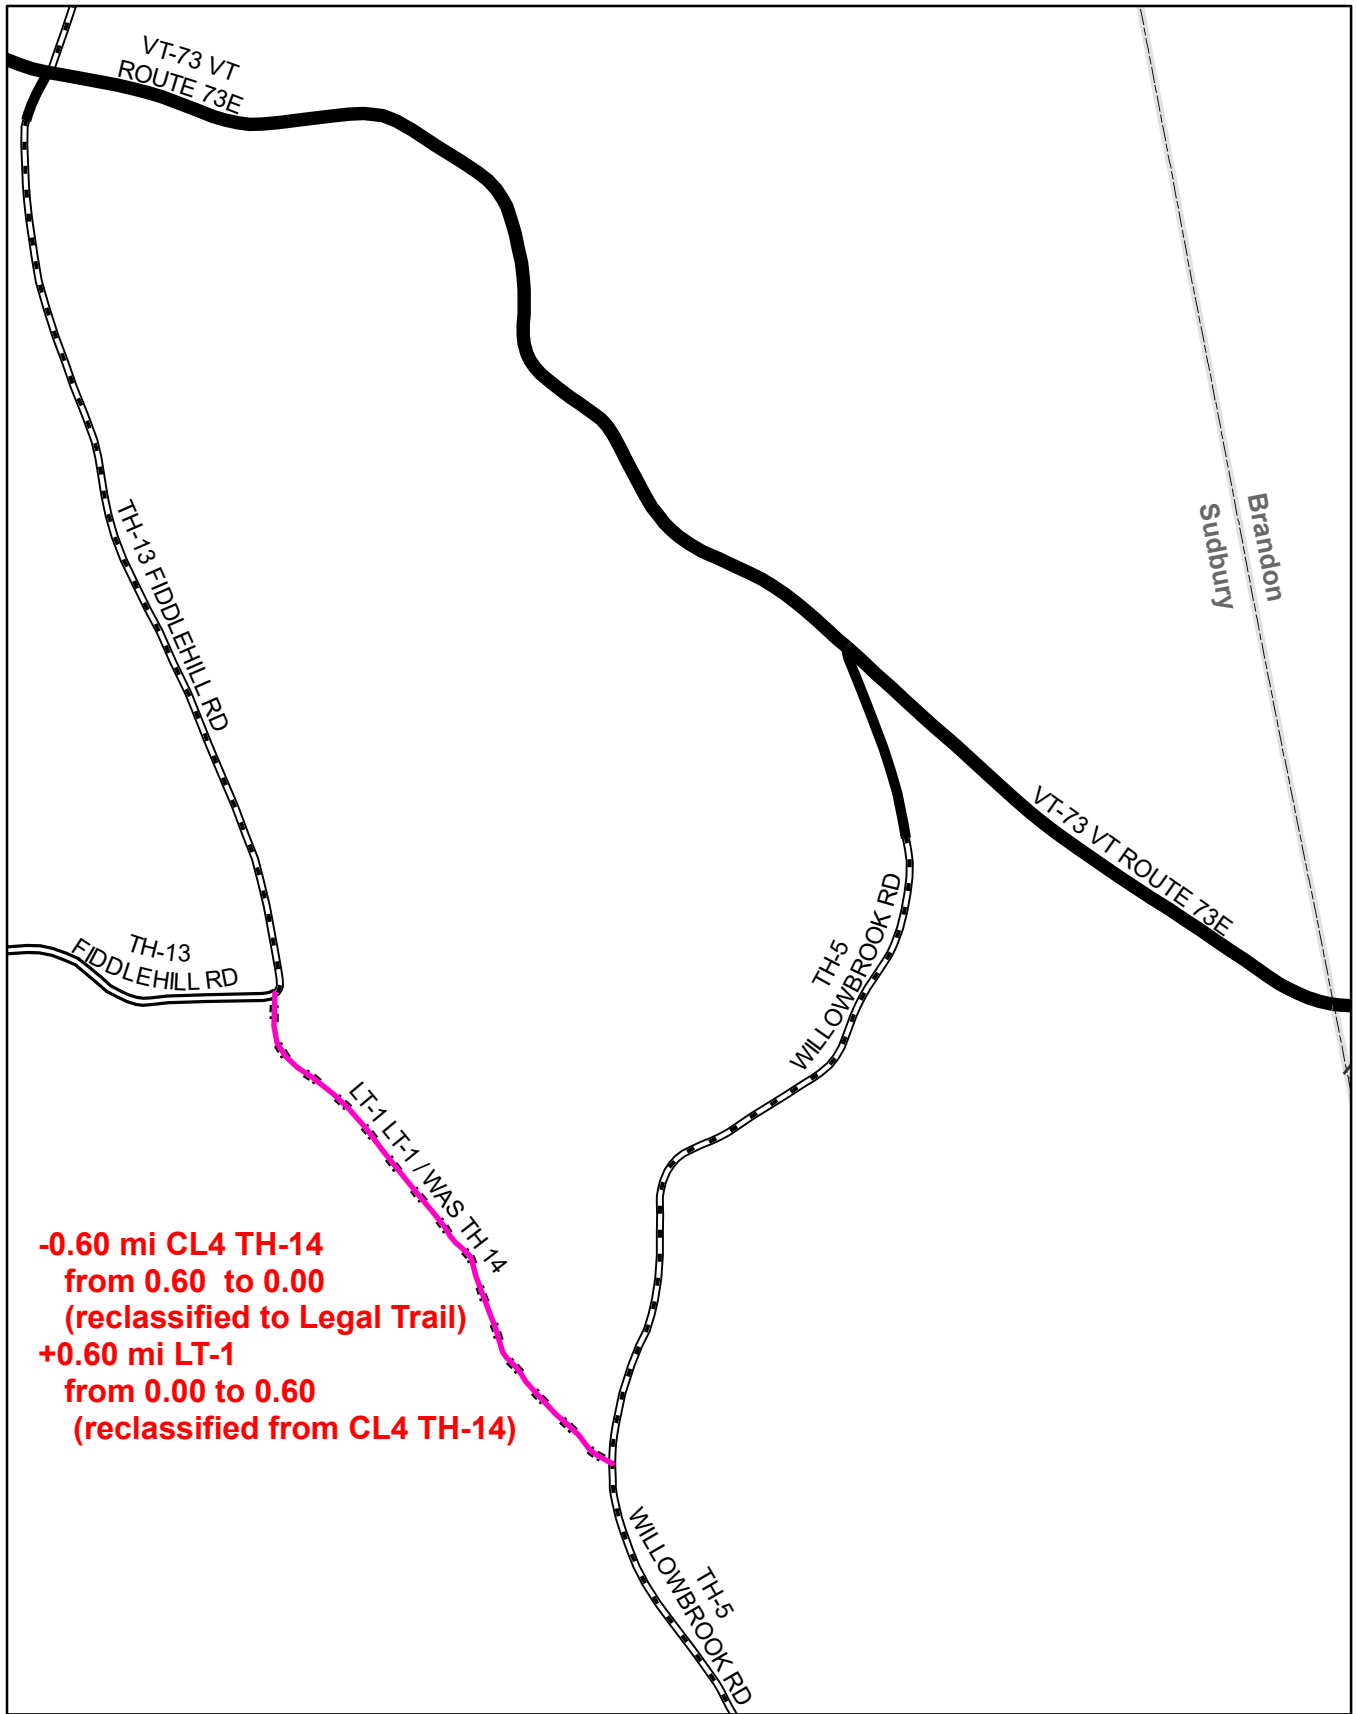 VT-73 VT
ROUTE 73E
Brandon
Sudbury
TH-13 FIDDLEHILL RD
VT-73 VT ROUTE 73E
TH-13
FIDDLEHILL RD
TH-5
WILLOWBROOK RD
LT-1 LT-1 / WAS TH 14
-0.60 mi CL4 TH-14
from 0.60 to 0.00
(reclassified to Legal Trail)
+0.60 mi LT-1
from 0.00 to 0.60
(reclassified from CL4 TH-14)
TH-5
WILLOWBROOK RD